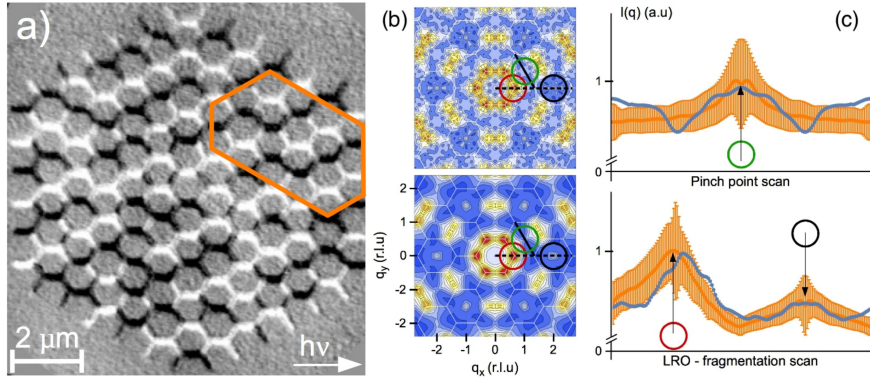 a)
2 μm
hν
(b)
2
1
0
-1
-2
q_y (r.l.u)
-2 -1 0 1 2
q_x (r.l.u)
I(q) (a.u)
(c)
1
0
Pinch point scan
1
0
LRO - fragmentation scan